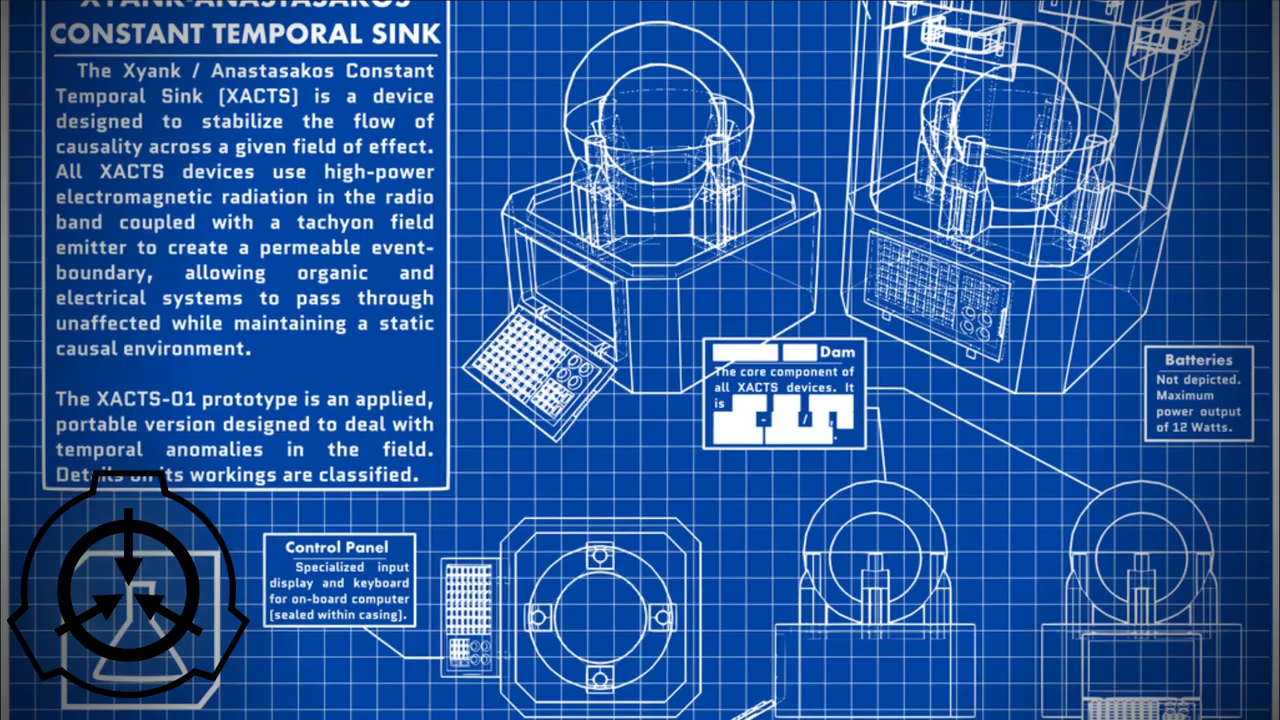 XYANK-ANASTASAKOS
CONSTANT TEMPORAL SINK
The Xyank / Anastasakos Constant
Temporal Sink (XACTS) is a device
designed to stabilize the flow of
causality across a given field of effect.
All XACTS devices use high-power
electromagnetic radiation in the radio
band coupled with a tachyon field
emitter to create a permeable event-
boundary, allowing organic and
electrical systems to pass through
unaffected while maintaining a static
causal environment.
The XACTS-01 prototype is an applied,
portable version designed to deal with
temporal anomalies in the field.
Details on its workings are classified.
Dam
The core component of
all XACTS devices. It
is
- / ,
.
Batteries
Not depicted.
Maximum
power output
of 12 Watts.
Control Panel
Specialized input
display and keyboard
for on-board computer
(sealed within casing).